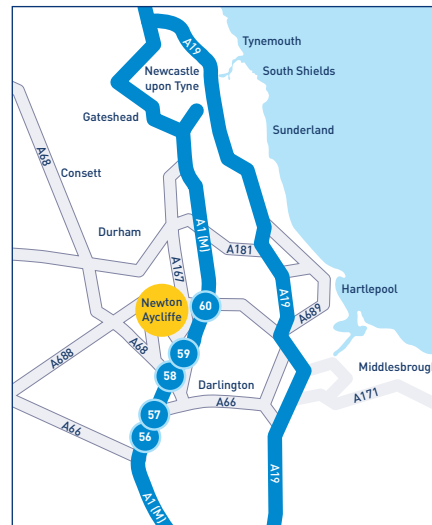 Tynemouth
A19
Newcastle
upon Tyne
South Shields
Gateshead
Sunderland
A68
Consett
Durham
A1 (M)
A181
A167
Hartlepool
Newton
Aycliffe
60
A19
A689
A688
A68
59
58
Darlington
Middlesbrough
A171
A66
57
A66
56
A1 (M)
A19